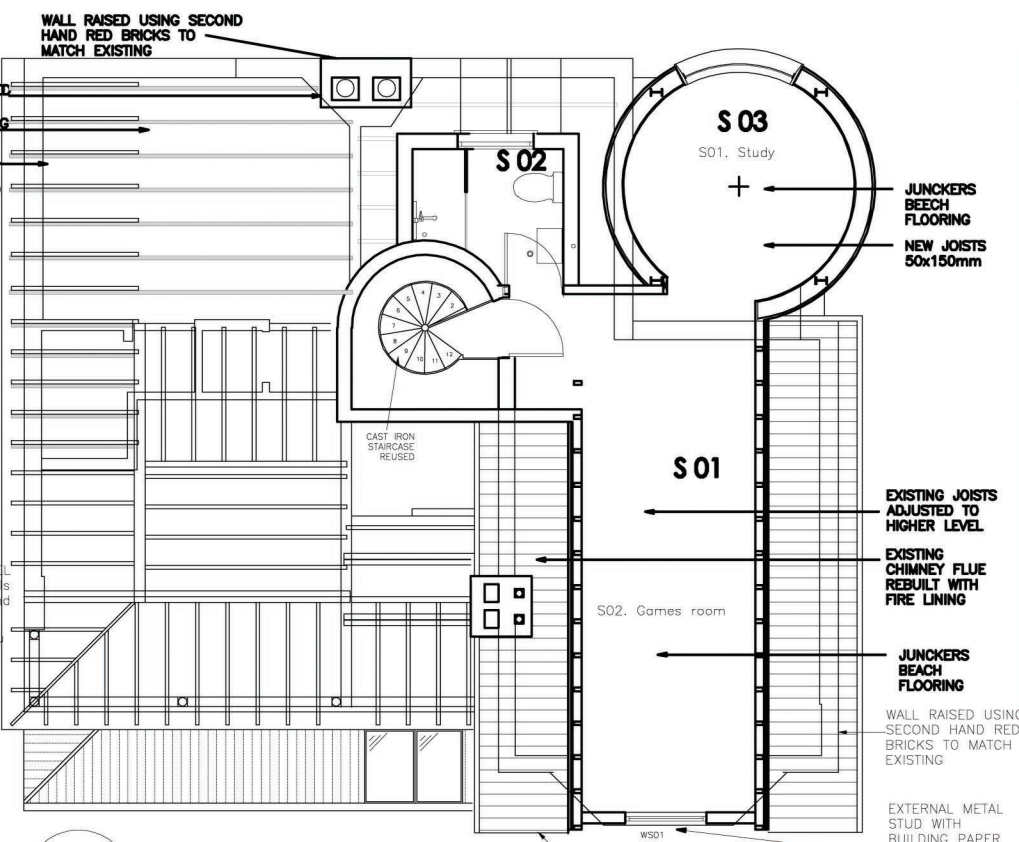 WALL RAISED USING SECOND
HAND RED BRICKS TO
MATCH EXISTING
G
S 03
S01. Study
S 02
JUNCKERS
BEECH
FLOORING
NEW JOISTS
50x150mm
1
2
3
4
5
6
7
8
9
10
11
12
CAST IRON
STAIRCASE
REUSED
S 01
EXISTING JOISTS
ADJUSTED TO
HIGHER LEVEL
EXISTING
CHIMNEY FLUE
REBUILT WITH
FIRE LINING
S02. Games room
JUNCKERS
BEACH
FLOORING
WALL RAISED USING
SECOND HAND RED
BRICKS TO MATCH
EXISTING
EXTERNAL METAL
STUD WITH
BUILDING PAPER
WS01